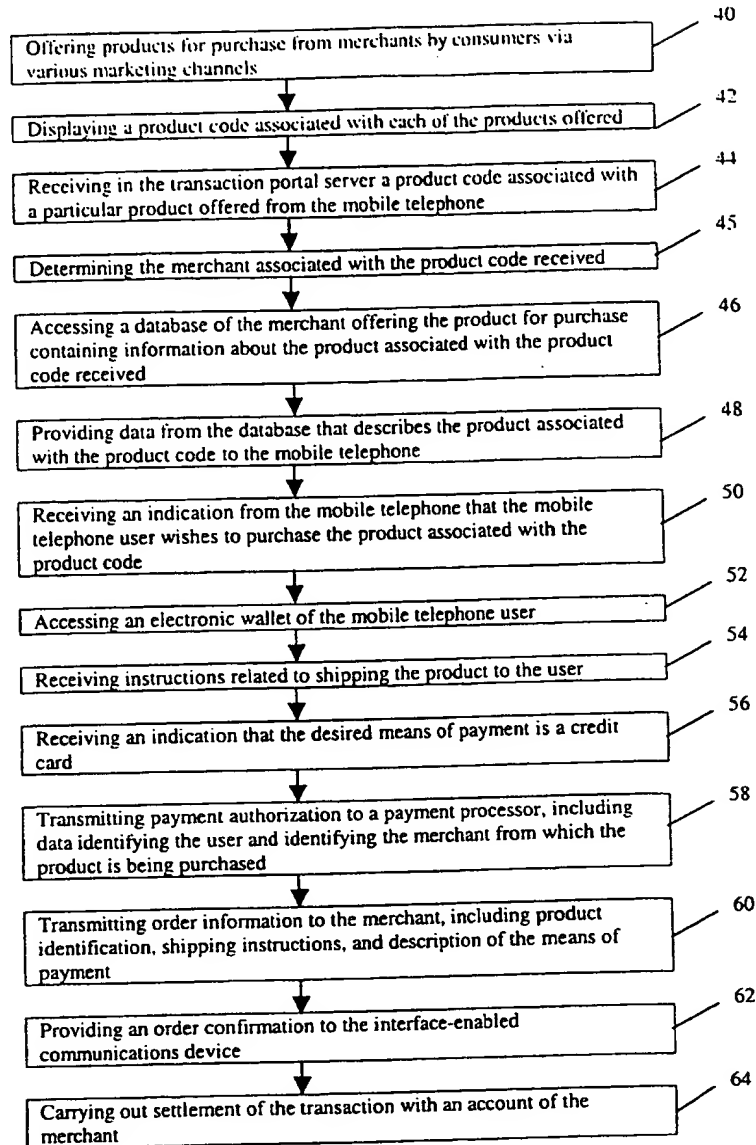 40
Offering products for purchase from merchants by consumers via
various marketing channels
42
Displaying a product code associated with each of the products offered
44
Receiving in the transaction portal server a product code associated with
a particular product offered from the mobile telephone
45
Determining the merchant associated with the product code received
46
Accessing a database of the merchant offering the product for purchase
containing information about the product associated with the product
code received
48
Providing data from the database that describes the product associated
with the product code to the mobile telephone
50
Receiving an indication from the mobile telephone that the mobile
telephone user wishes to purchase the product associated with the
product code
52
Accessing an electronic wallet of the mobile telephone user
54
Receiving instructions related to shipping the product to the user
56
Receiving an indication that the desired means of payment is a credit
card
58
Transmitting payment authorization to a payment processor, including
data identifying the user and identifying the merchant from which the
product is being purchased
60
Transmitting order information to the merchant, including product
identification, shipping instructions, and description of the means of
payment
62
Providing an order confirmation to the interface-enabled
communications device
64
Carrying out settlement of the transaction with an account of the
merchant